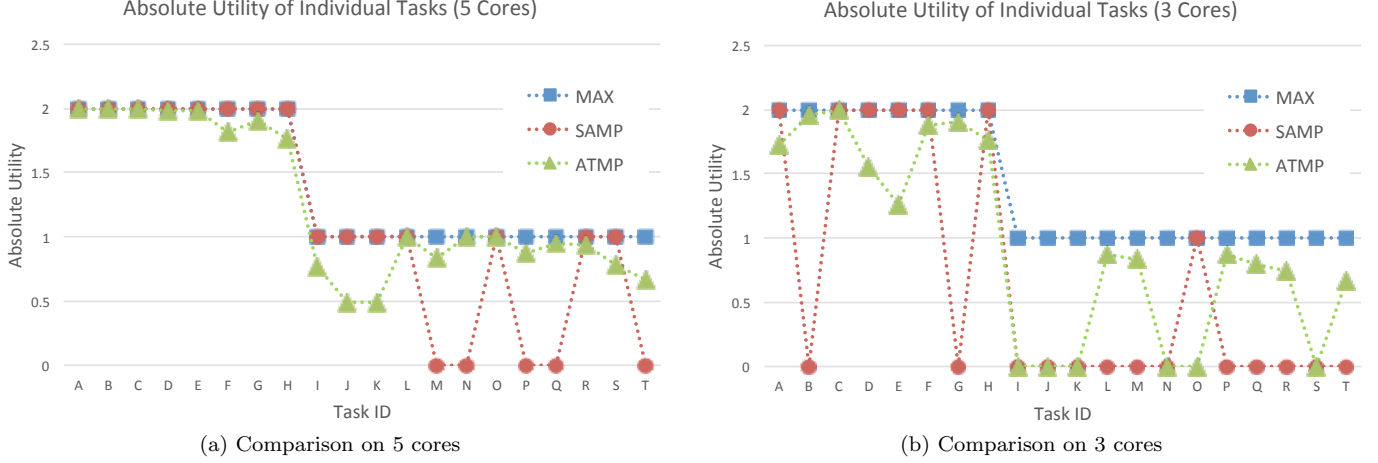 Absolute Utility of Individual Tasks (5 Cores)
2.5
2
1.5
1
0.5
0
Absolute Utility
MAX
SAMP
ATMP
A B C D E F G H I J K L M N O P Q R S T
Task ID
(a) Comparison on 5 cores
Absolute Utility of Individual Tasks (3 Cores)
2.5
2
1.5
1
0.5
0
Absolute Utility
MAX
SAMP
ATMP
A B C D E F G H I J K L M N O P Q R S T
Task ID
(b) Comparison on 3 cores